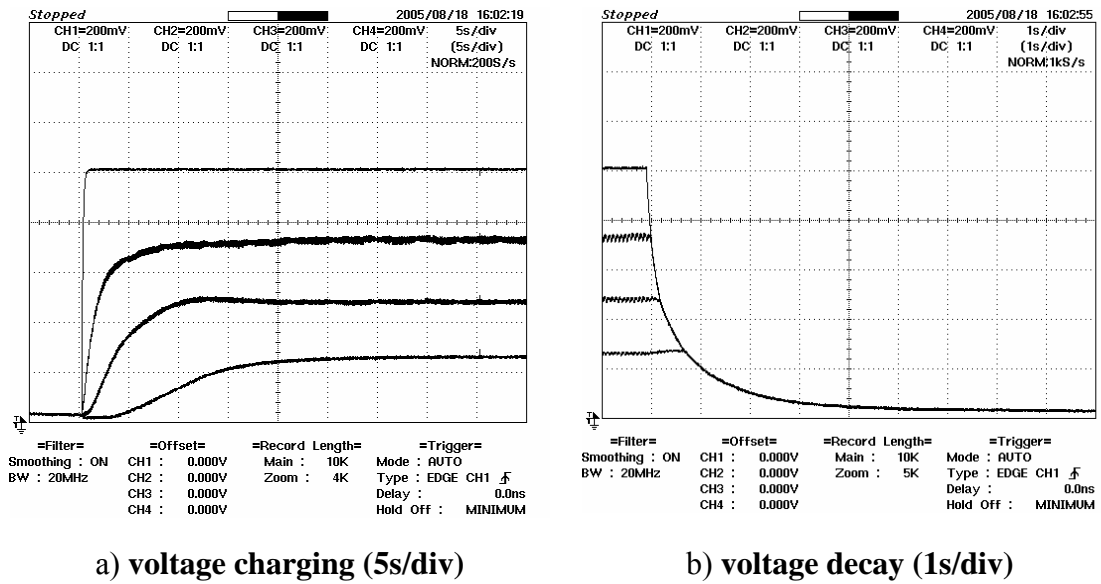 Stopped 2005/08/18 16:02:19
CH1=200mV CH2=200mV CH3=200mV CH4=200mV 5s/div
DC 1:1 DC 1:1 DC 1:1 DC 1:1 (5s/div)
NORM:200S/s
=Filter= =Offset= =Record Length= =Trigger=
Smoothing : ON CH1 : 0.000V Main : 10K Mode : AUTO
BW : 20MHz CH2 : 0.000V Zoom : 4K Type : EDGE CH1
CH3 : 0.000V Delay : 0.0ns
CH4 : 0.000V Hold Off : MINIMUM
a) voltage charging (5s/div)
Stopped 2005/08/18 16:02:55
CH1=200mV CH2=200mV CH3=200mV CH4=200mV 1s/div
DC 1:1 DC 1:1 DC 1:1 DC 1:1 (1s/div)
NORM:1kS/s
=Filter= =Offset= =Record Length= =Trigger=
Smoothing : ON CH1 : 0.000V Main : 10K Mode : AUTO
BW : 20MHz CH2 : 0.000V Zoom : 5K Type : EDGE CH1
CH3 : 0.000V Delay : 0.0ns
CH4 : 0.000V Hold Off : MINIMUM
b) voltage decay (1s/div)